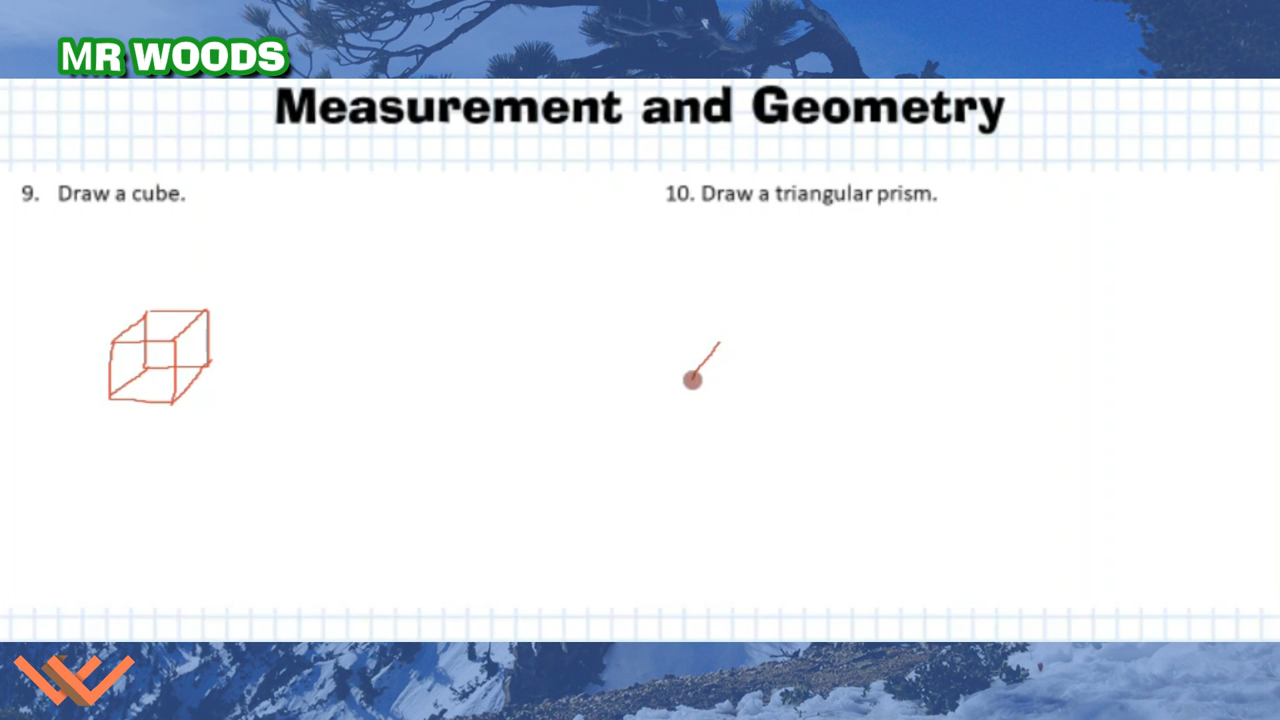 MR WOODS
Measurement and Geometry
9. Draw a cube.
10. Draw a triangular prism.